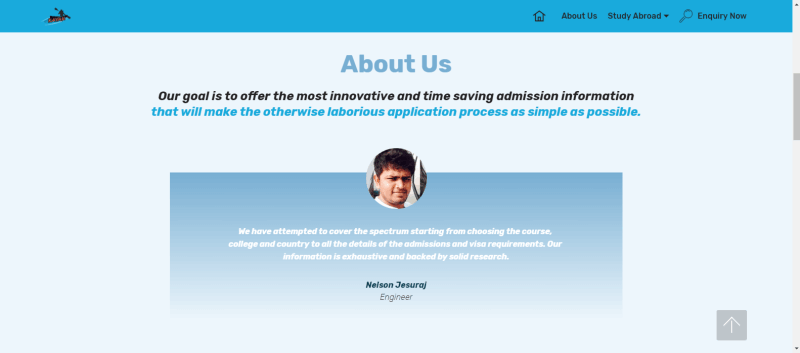 About Us
Study Abroad
Enquiry Now
About Us
Our goal is to offer the most innovative and time saving admission information
that will make the otherwise laborious application process as simple as possible.
We have attempted to cover the spectrum starting from choosing the course,
college and country to all the details of the admissions and visa requirements. Our
information is exhaustive and backed by solid research.
Nelson Jesuraj
Engineer